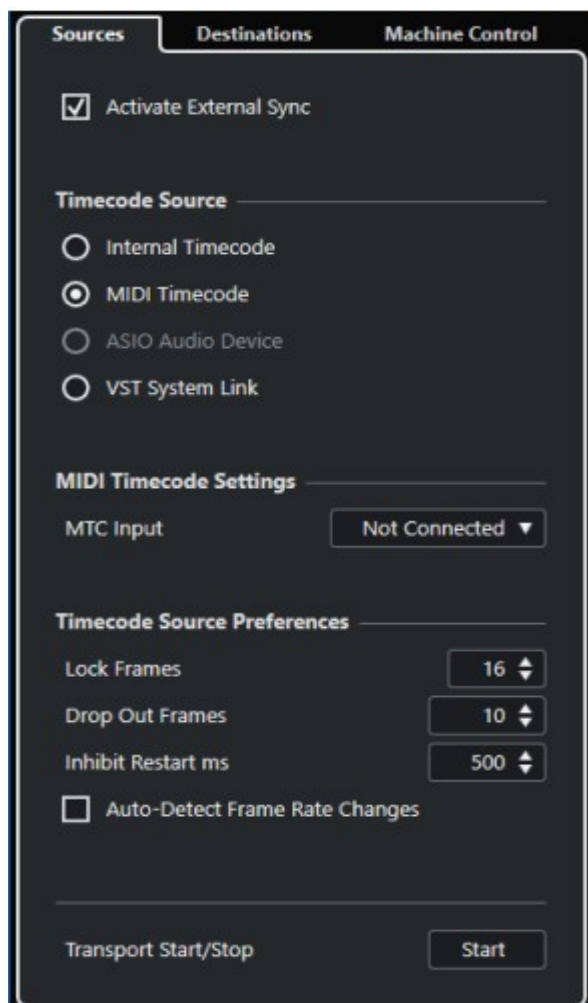 Sources Destinations Machine Control
Activate External Sync
Timecode Source
Internal Timecode
MIDI Timecode
ASIO Audio Device
VST System Link
MIDI Timecode Settings
MTC Input Not Connected
Timecode Source Preferences
Lock Frames 16
Drop Out Frames 10
Inhibit Restart ms 500
Auto-Detect Frame Rate Changes
Transport Start/Stop Start